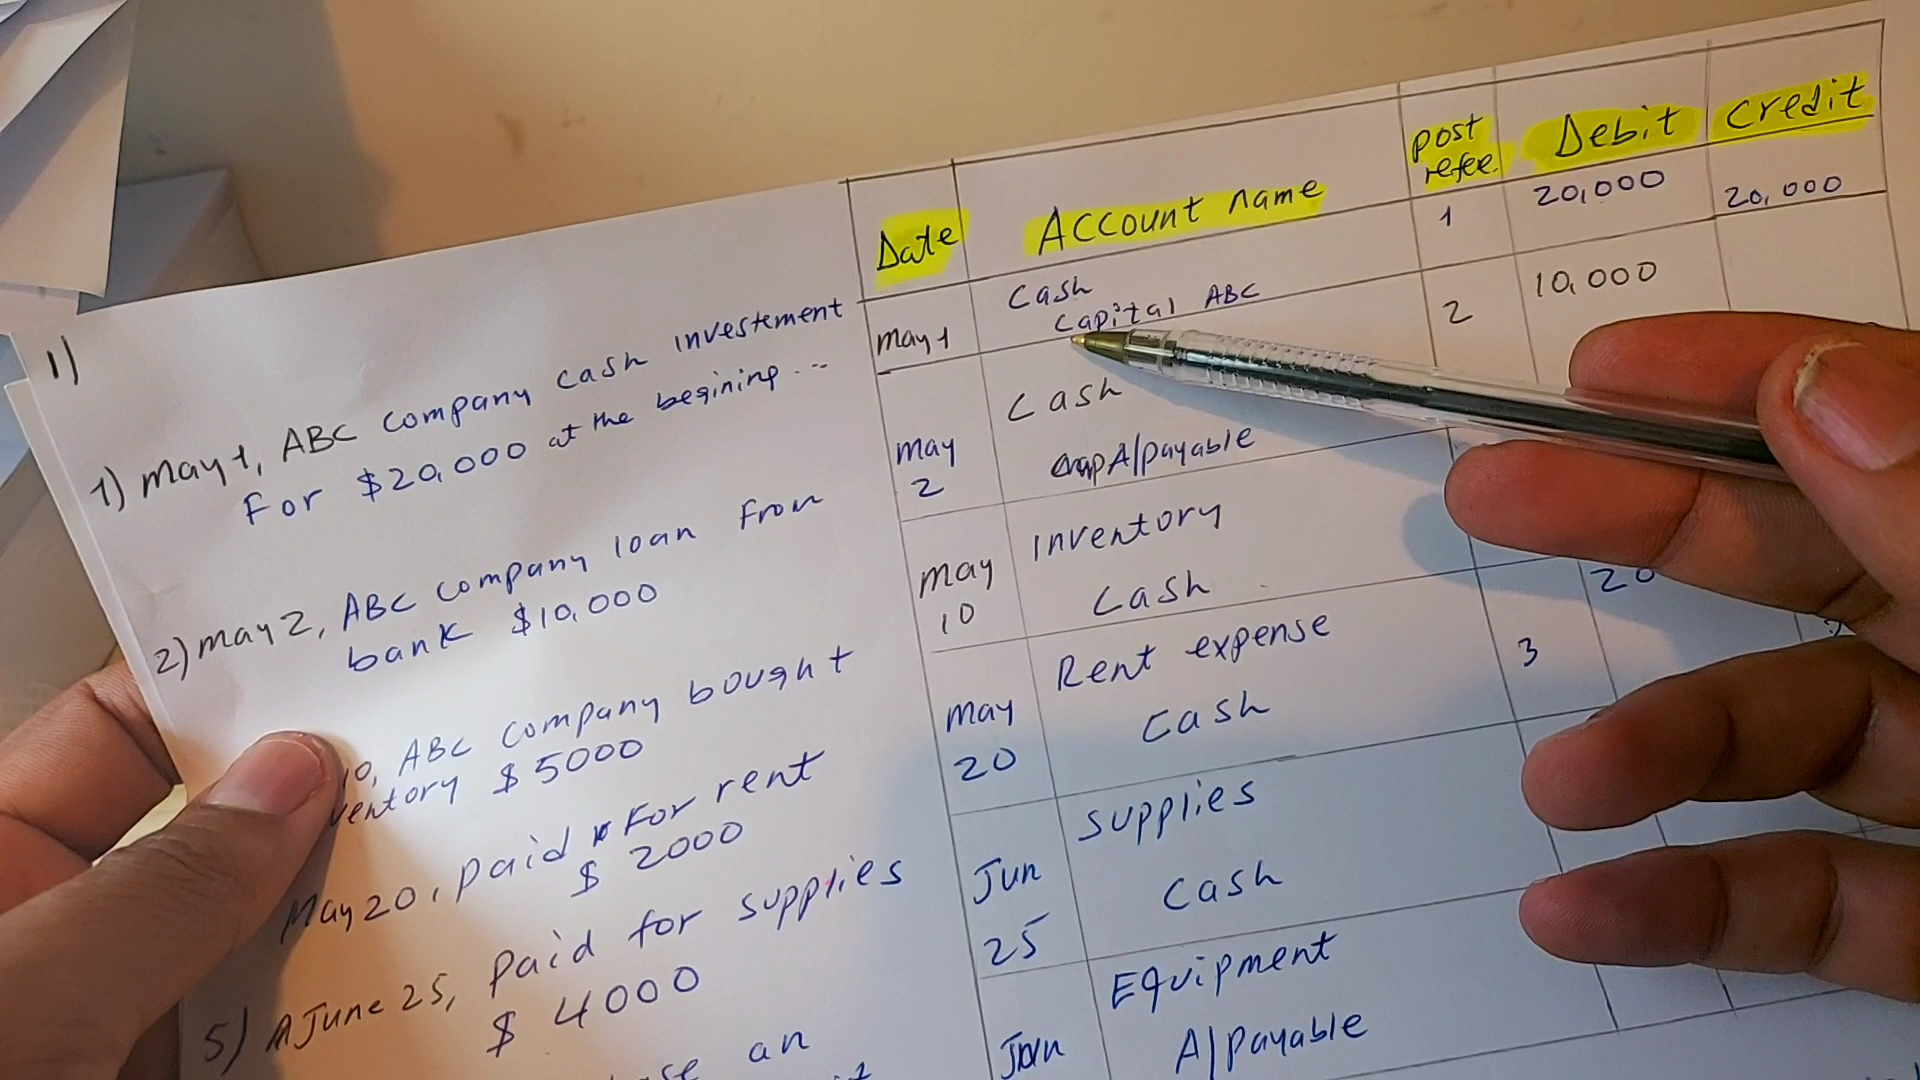 1)
1) May 1, ABC Company cash investement
For $20,000 at the begining ...
2) May 2, ABC Company loan from
bank $10,000
10, ABC Company bought
ventory $5000
May 20, paid For rent
$ 2000
5) June 25, Paid for supplies
$ 4000
an
Date Account name Post refee. Debit Credit
May 1 Cash 1 20,000 20,000
Capital ABC
May 2 Cash 2 10,000
A/payable
May 10 Inventory
Cash
May 20 Rent expense 3 20
Cash
Jun 25 Supplies
Cash
Equipment
A/payable